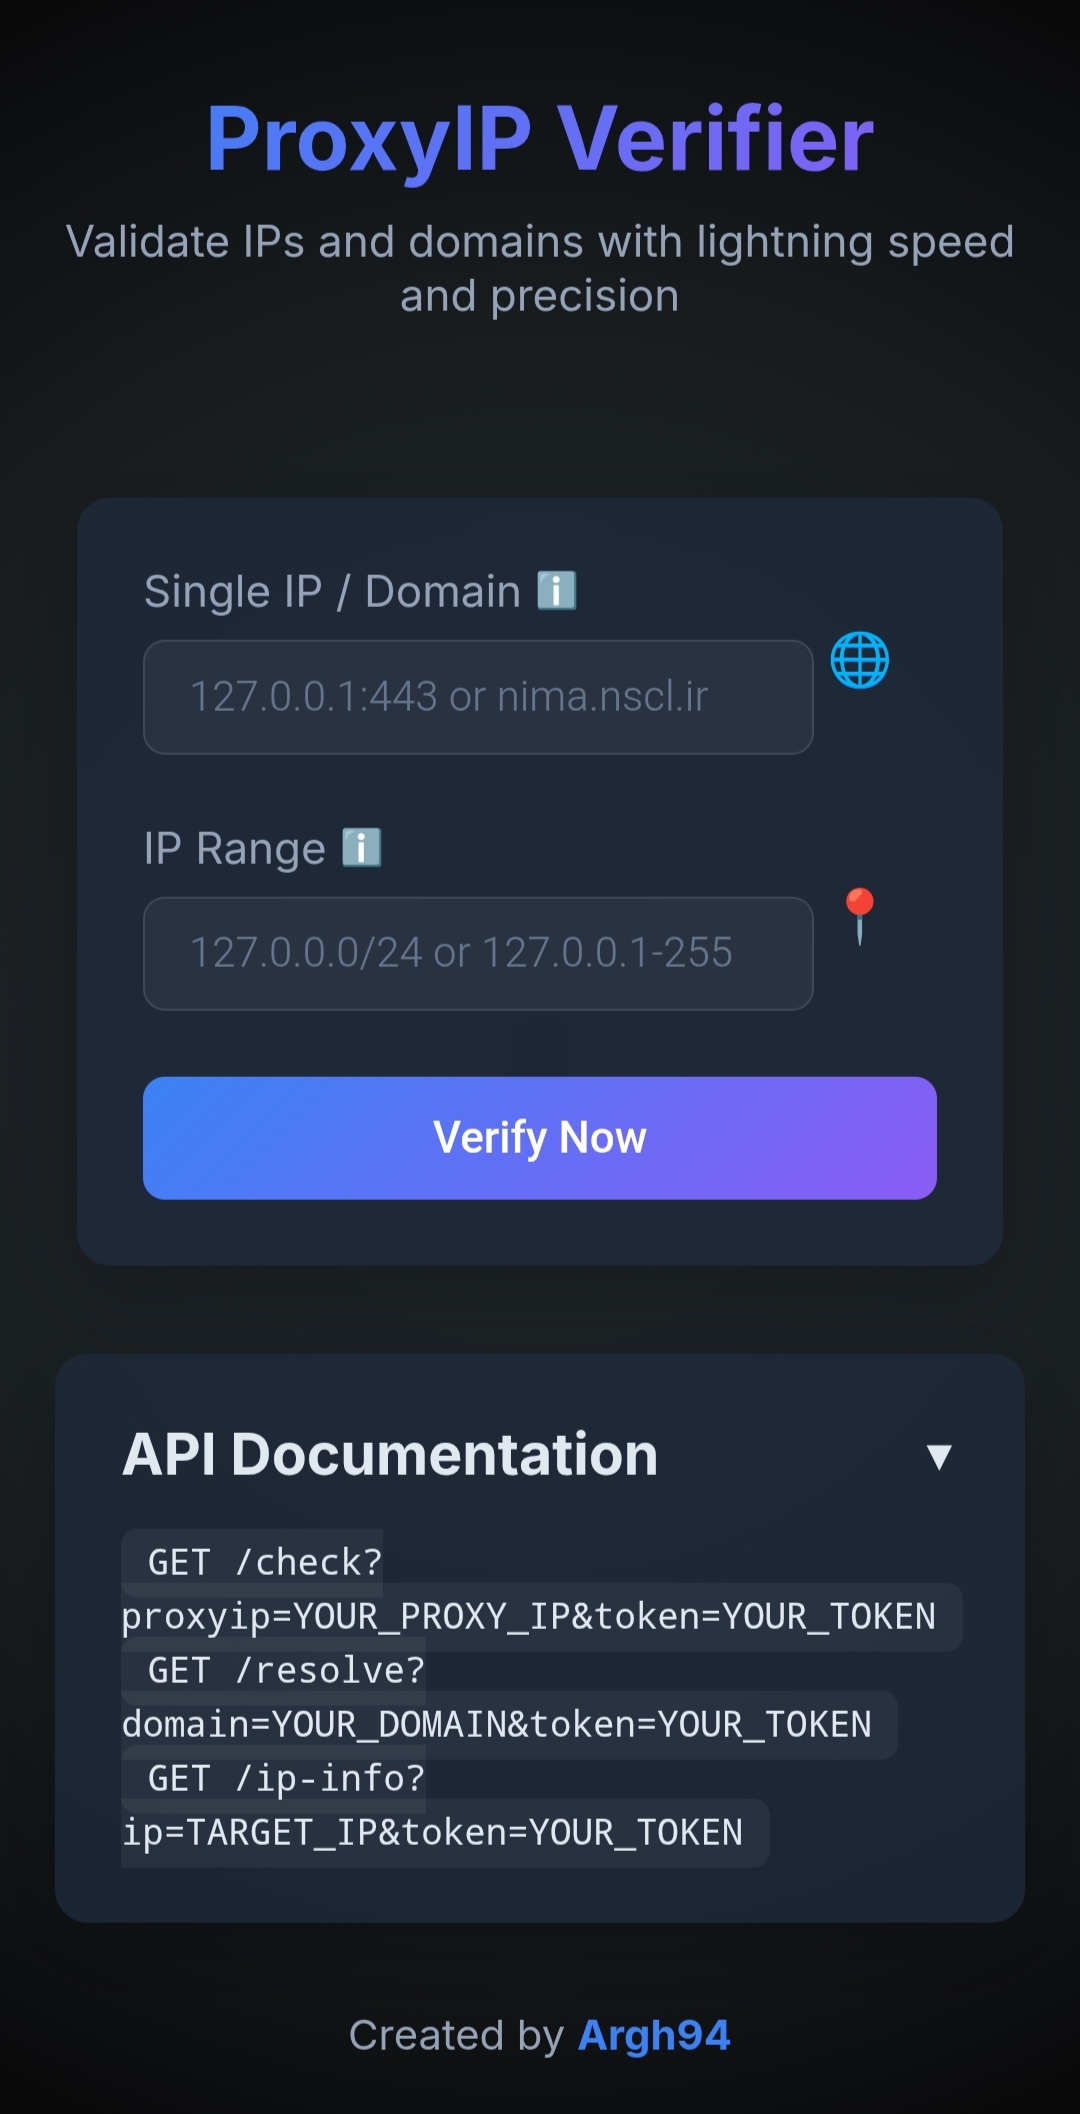 ProxyIP Verifier
Validate IPs and domains with lightning speed
and precision
Single IP / Domain ℹ️
127.0.0.1:443 or nima.nscl.ir
IP Range ℹ️
127.0.0.0/24 or 127.0.0.1-255
Verify Now
API Documentation ▼
GET /check?
proxyip=YOUR_PROXY_IP&token=YOUR_TOKEN
GET /resolve?
domain=YOUR_DOMAIN&token=YOUR_TOKEN
GET /ip-info?
ip=TARGET_IP&token=YOUR_TOKEN
Created by Argh94